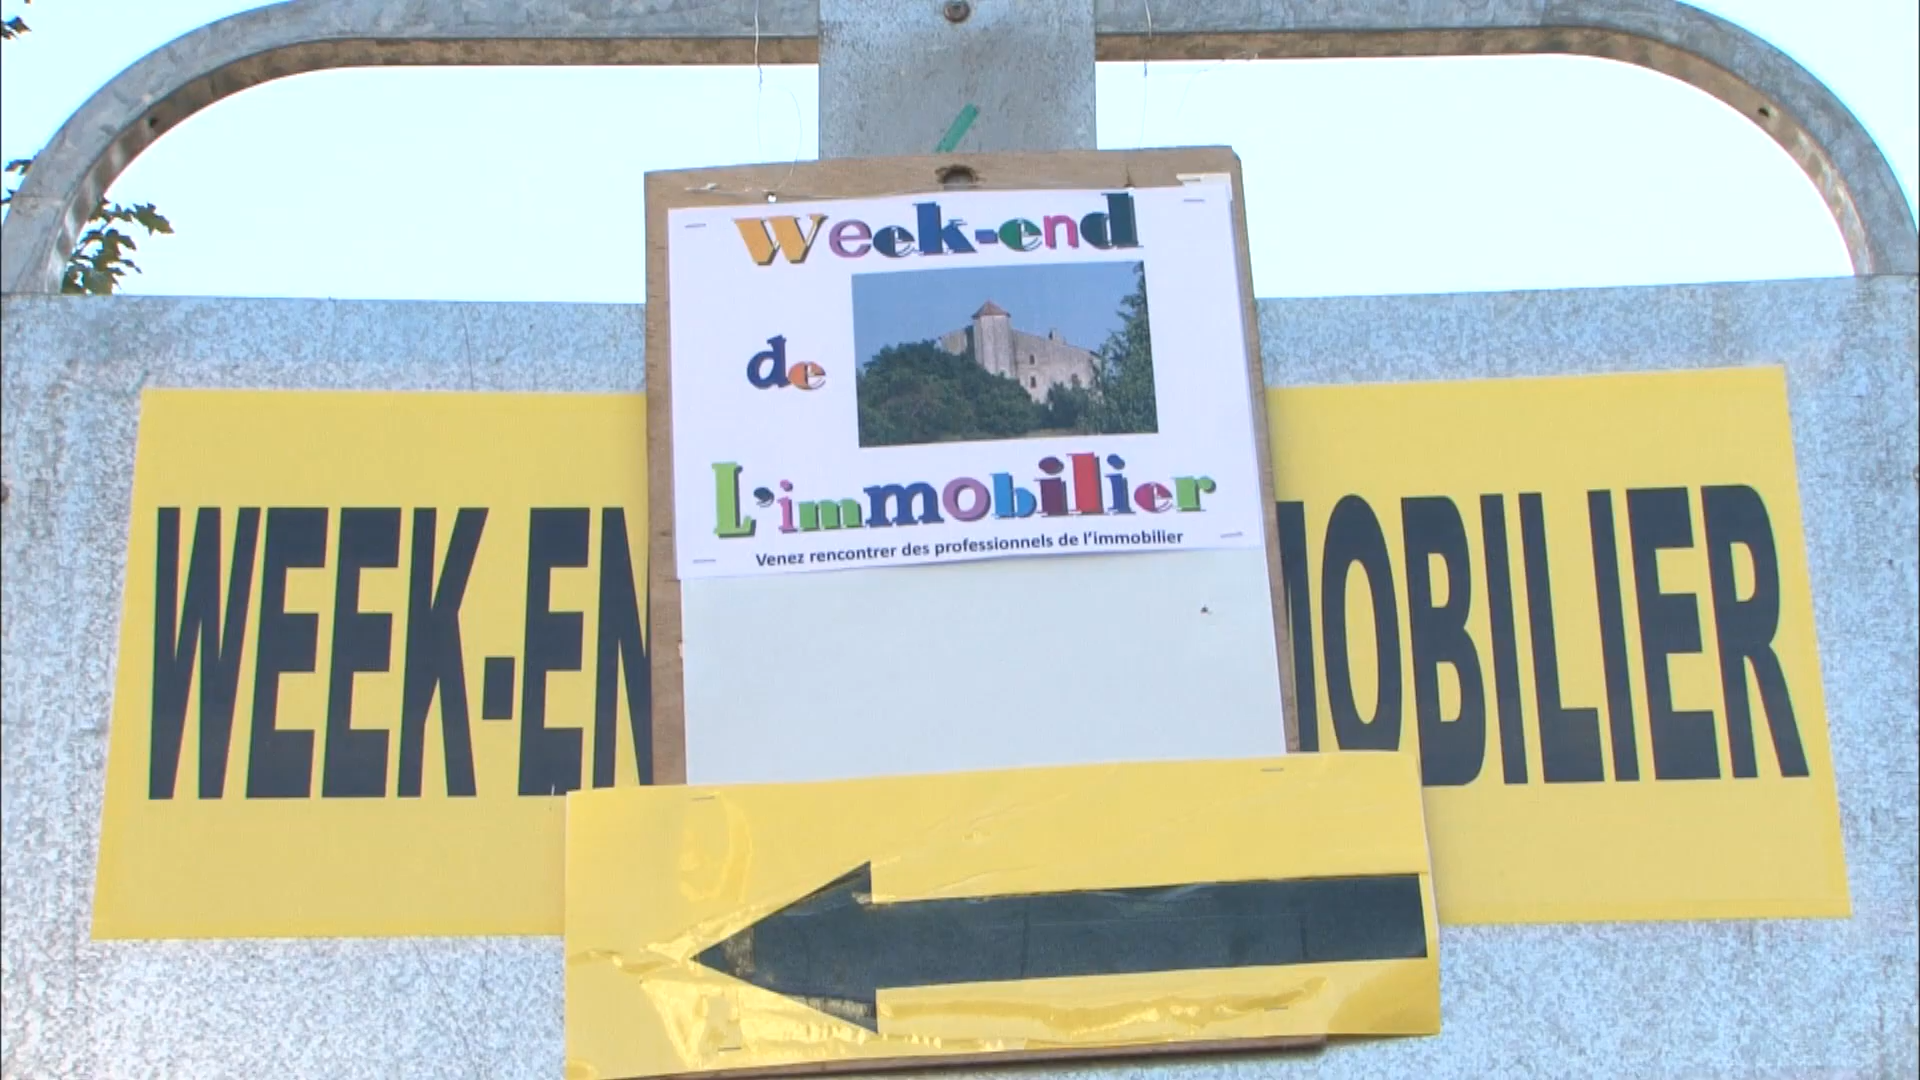 Week-end
de
L'immobilier
Venez rencontrer des professionnels de l'immobilier
WEEK-EN MOBILIER